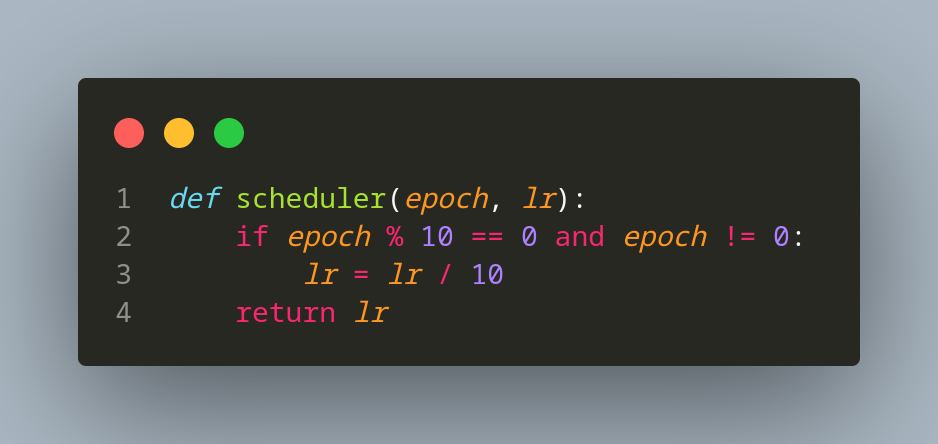 1 def scheduler(epoch, lr):
2     if epoch % 10 == 0 and epoch != 0:
3         lr = lr / 10
4     return lr